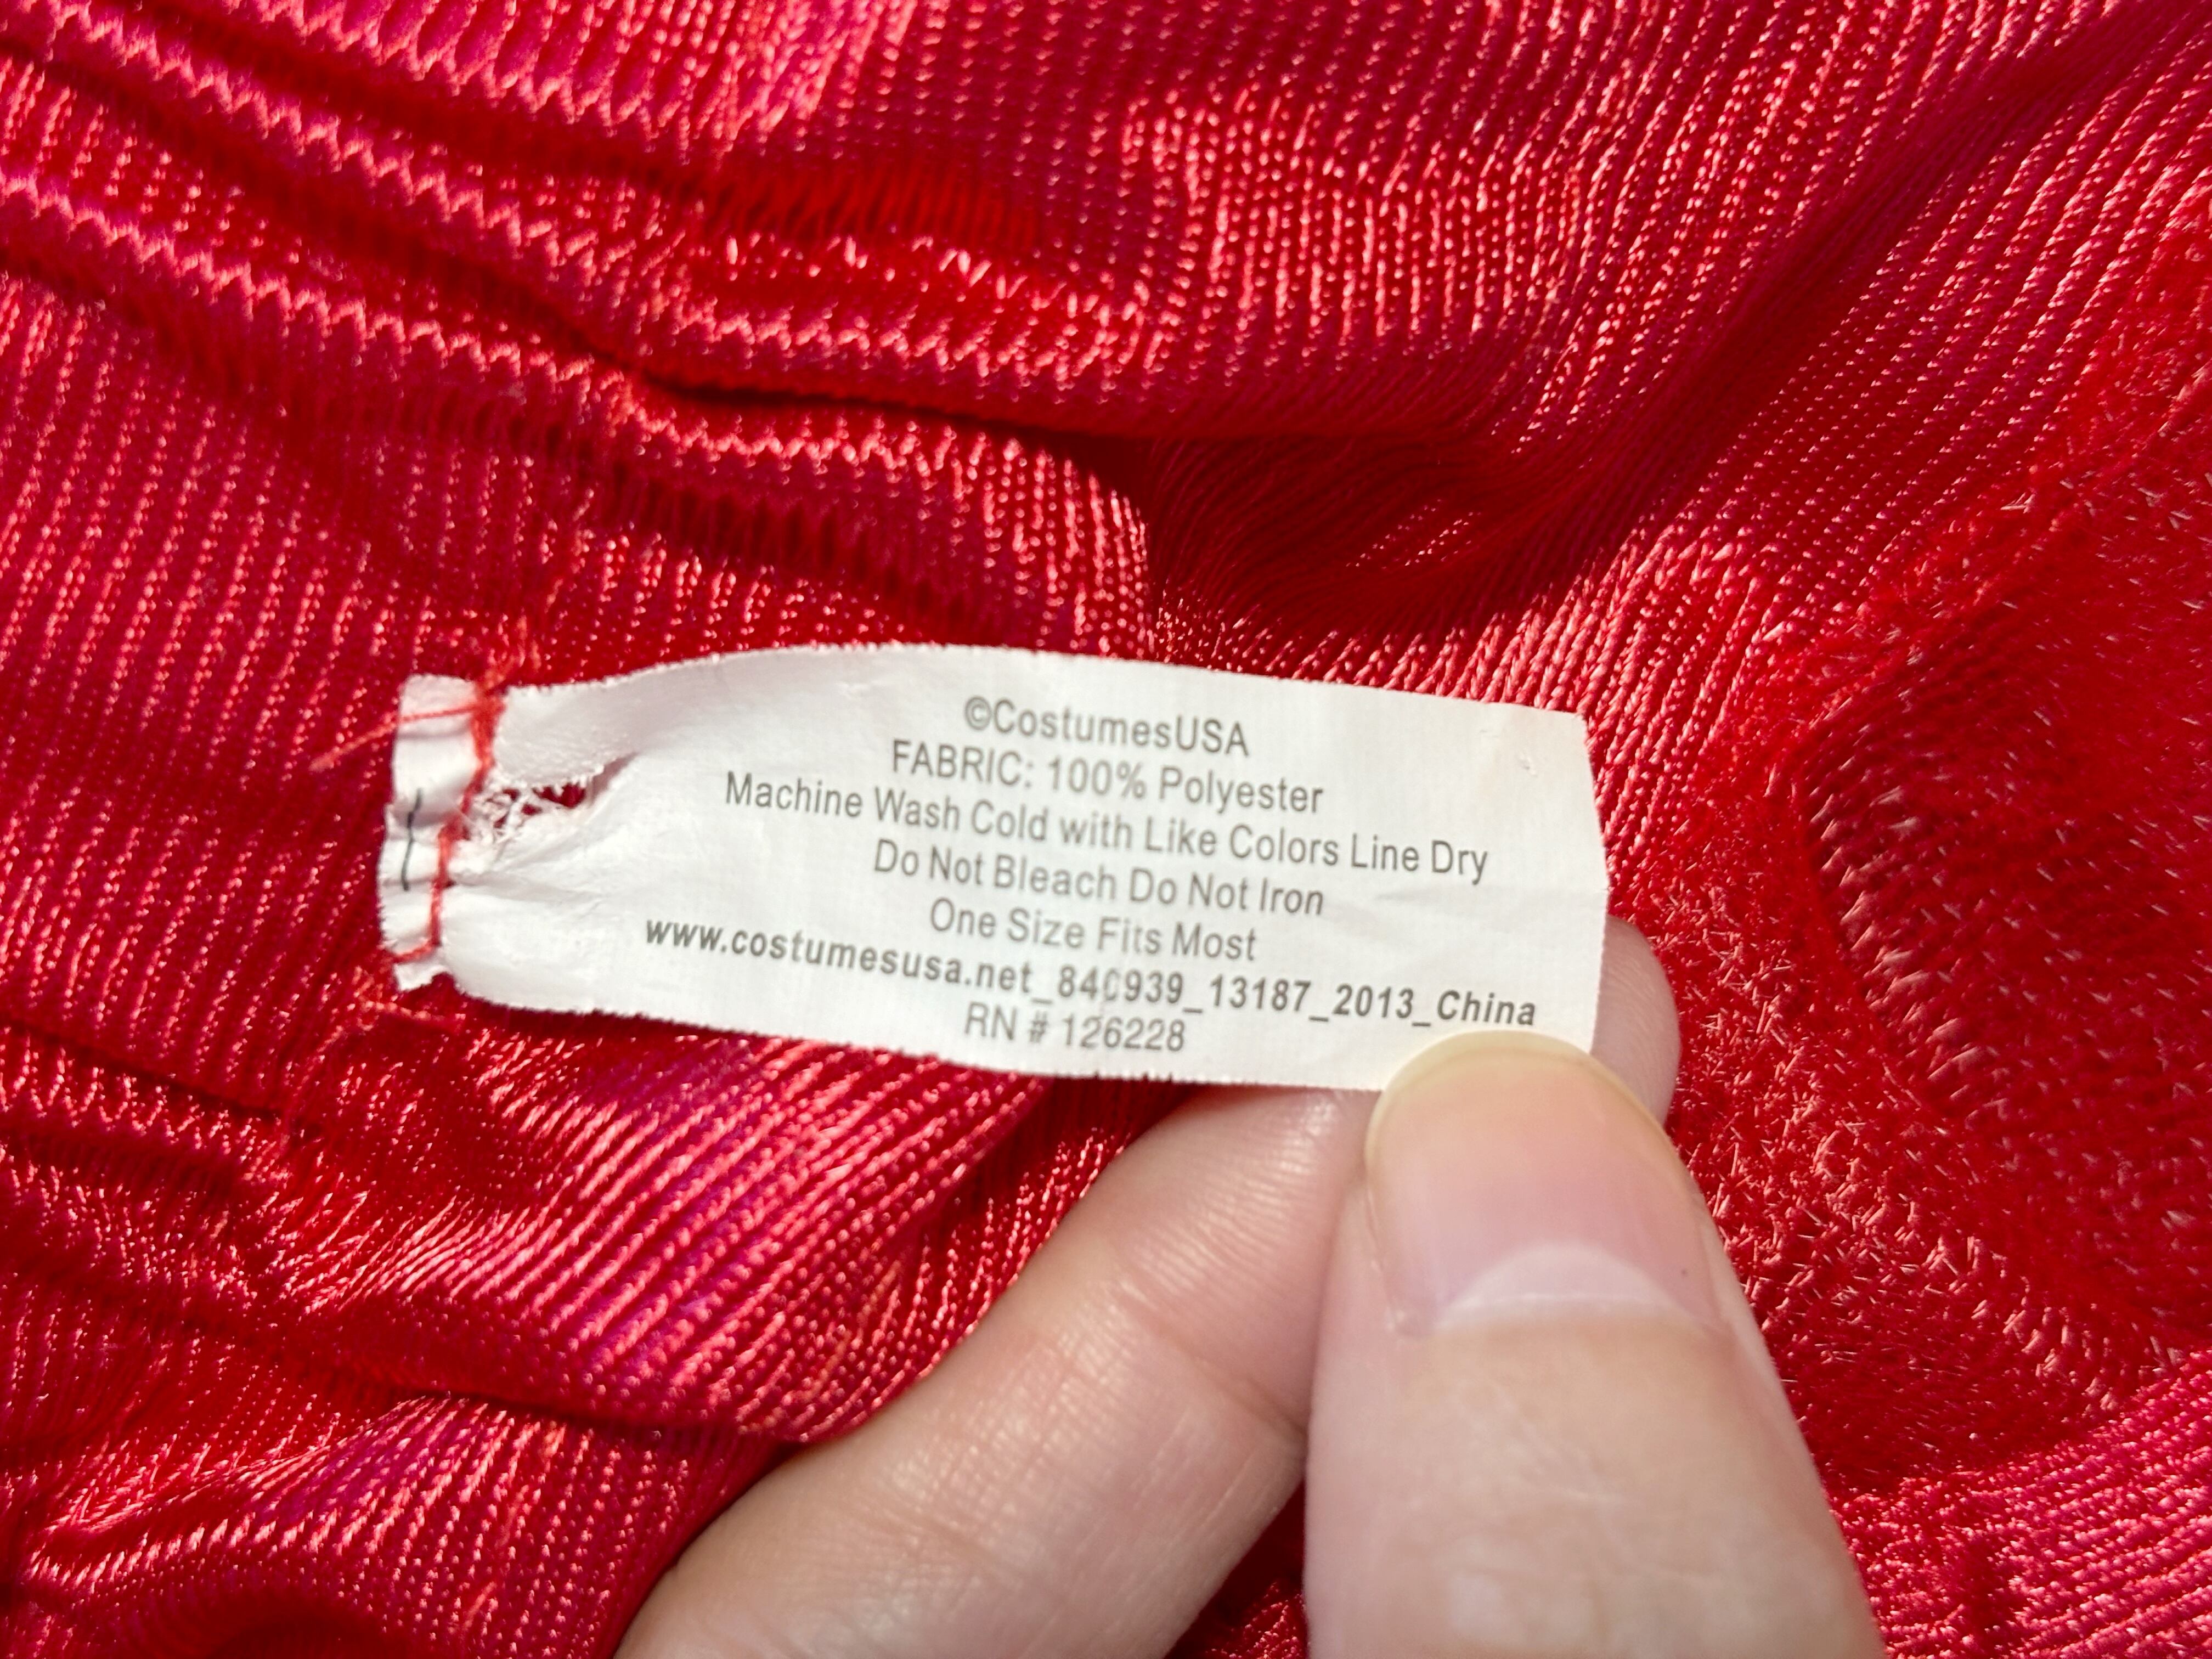 ©CostumesUSA
FABRIC: 100% Polyester
Machine Wash Cold with Like Colors Line Dry
Do Not Bleach Do Not Iron
One Size Fits Most
www.costumesusa.net_840939_13187_2013_China
RN # 126228